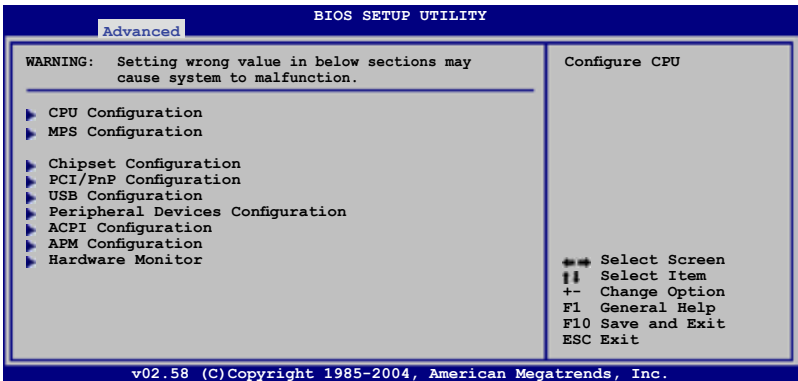 BIOS SETUP UTILITY
Advanced
WARNING: Setting wrong value in below sections may
cause system to malfunction.
CPU Configuration
MPS Configuration
Chipset Configuration
PCI/PnP Configuration
USB Configuration
Peripheral Devices Configuration
ACPI Configuration
APM Configuration
Hardware Monitor
Configure CPU
Select Screen
Select Item
+- Change Option
F1 General Help
F10 Save and Exit
ESC Exit
v02.58 (C)Copyright 1985-2004, American Megatrends, Inc.